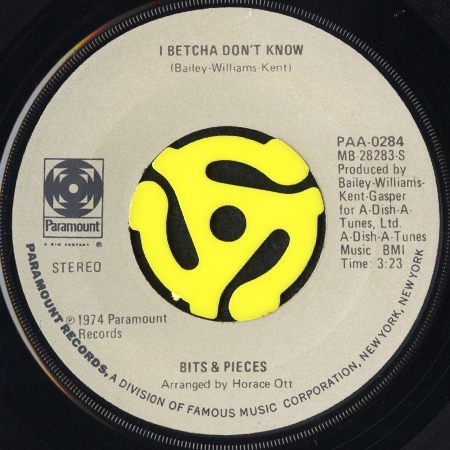 I BETCHA DON'T KNOW
(Bailey-Williams-Kent)
PAA-0284
MB-28283-S
Produced by
Bailey-Williams-
Kent-Gasper
for A-Dish-A-
Tunes, Ltd.
A-Dish-A-Tunes
Music BMI
Time: 3:23
Paramount
A G+W COMPANY ®
STEREO
℗ 1974 Paramount
Records
BITS & PIECES
Arranged by Horace Ott
PARAMOUNT RECORDS, A DIVISION OF FAMOUS MUSIC CORPORATION, NEW YORK, NEW YORK